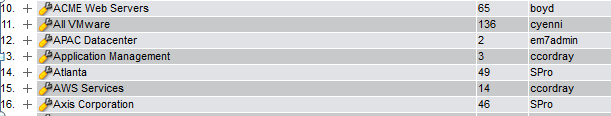 10. + ACME Web Servers 65 boyd
11. + All VMware 136 cyenni
12. + APAC Datacenter 2 em7admin
13. + Application Management 3 ccordray
14. + Atlanta 49 SPro
15. + AWS Services 14 ccordray
16. + Axis Corporation 46 SPro